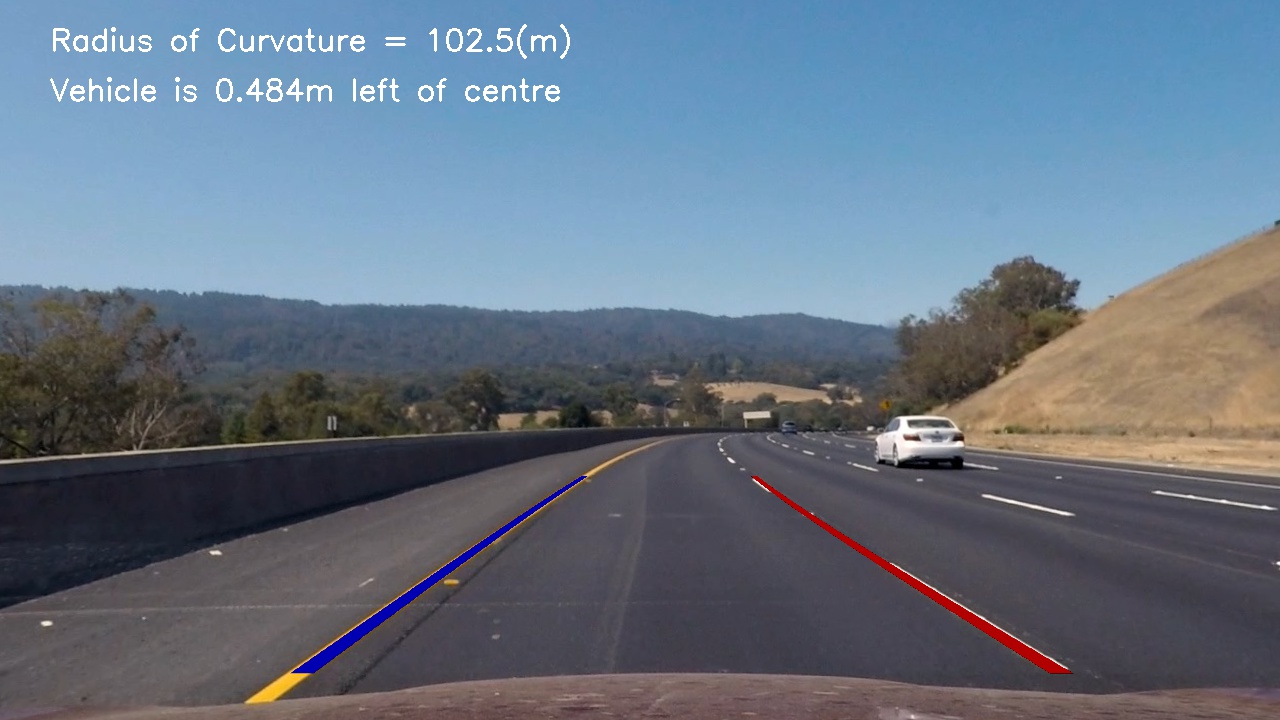 Radius of Curvature = 102.5(m)
Vehicle is 0.484m left of centre